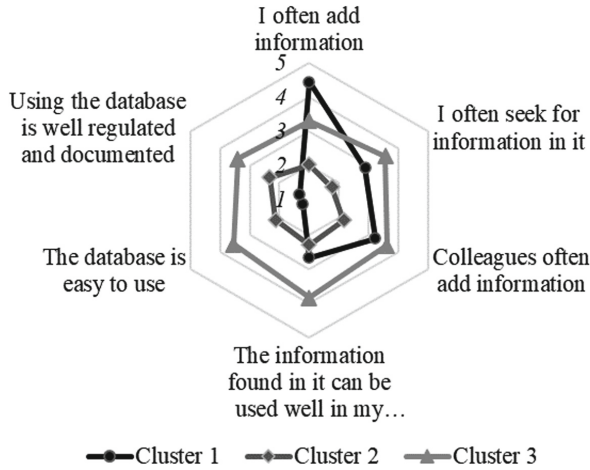 I often add
information
5
4
3
2
1
Using the database
is well regulated
and documented
I often seek for
information in it
The database is
easy to use
Colleagues often
add information
The information
found in it can be
used well in my…
Cluster 1 Cluster 2 Cluster 3